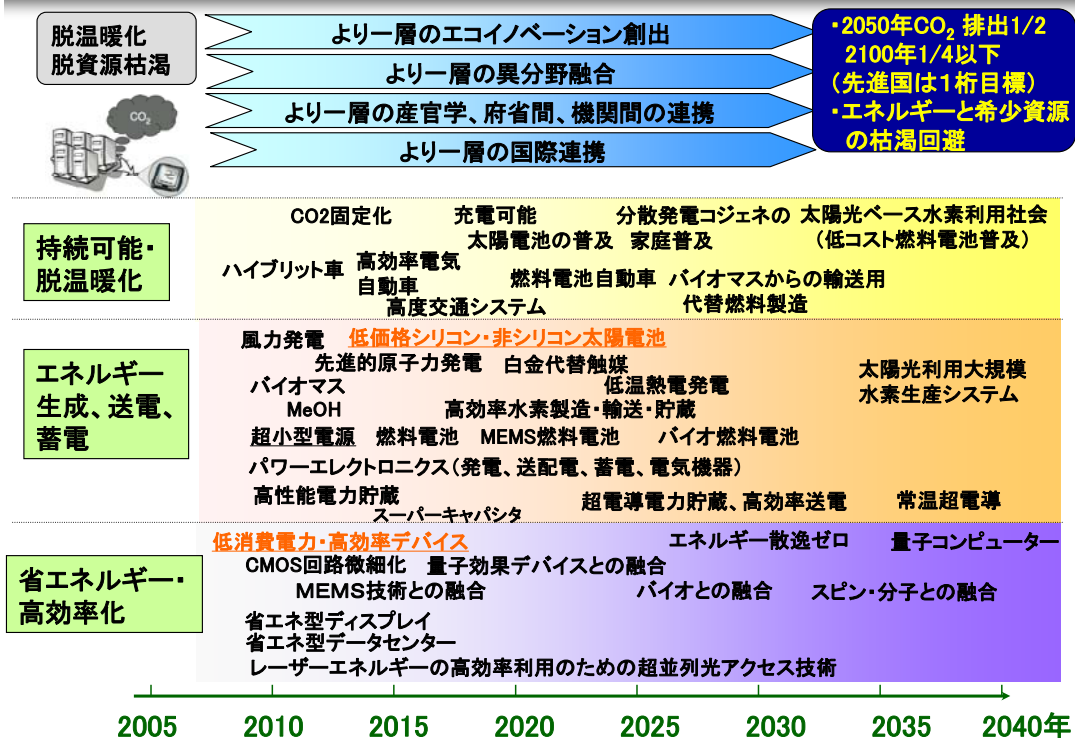 脱温暖化
脱資源枯渇
より一層のエコイノベーション創出
より一層の異分野融合
より一層の産官学、府省間、機関間の連携
より一層の国際連携
・2050年CO2 排出1/2
2100年1/4以下
(先進国は1桁目標)
・エネルギーと希少資源
の枯渇回避
CO2
持続可能・
脱温暖化
CO2固定化
充電可能
分散発電コジェネの
太陽光ベース水素利用社会
太陽電池の普及
家庭普及
(低コスト燃料電池普及)
ハイブリット車
高効率電気
自動車
燃料電池自動車
バイオマスからの輸送用
代替燃料製造
高度交通システム
エネルギー
生成、送電、
蓄電
風力発電
低価格シリコン・非シリコン太陽電池
先進的原子力発電
白金代替触媒
太陽光利用大規模
水素生産システム
バイオマス
低温熱電発電
MeOH
高効率水素製造・輸送・貯蔵
超小型電源
燃料電池
MEMS燃料電池
バイオ燃料電池
パワーエレクトロニクス(発電、送配電、蓄電、電気機器)
高性能電力貯蔵
スーパーキャパシタ
超電導電力貯蔵、高効率送電
常温超電導
省エネルギー・
高効率化
低消費電力・高効率デバイス
エネルギー散逸ゼロ
量子コンピューター
CMOS回路微細化
量子効果デバイスとの融合
MEMS技術との融合
バイオとの融合
スピン・分子との融合
省エネ型ディスプレイ
省エネ型データセンター
レーザーエネルギーの高効率利用のための超並列光アクセス技術
2005
2010
2015
2020
2025
2030
2035
2040年